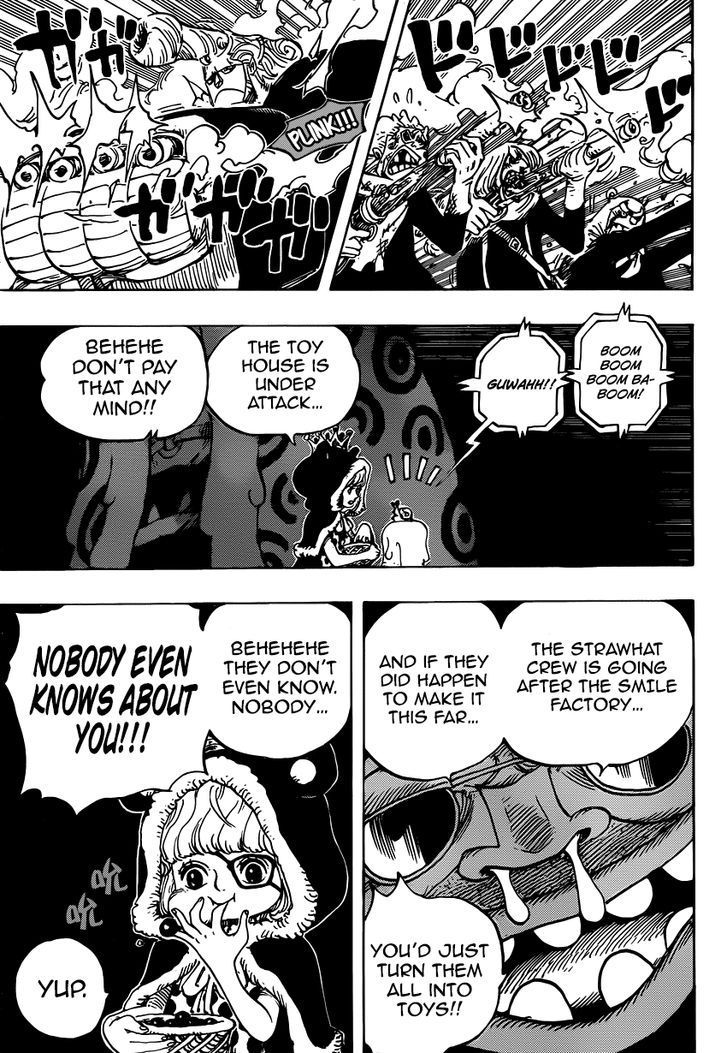 ドドドドド
ガガ
PLINK!!!
ガガガガ
BOOM
BOOM
BOOM BA-
BOOM!
GUWAHH!!
THE TOY
HOUSE IS
UNDER
ATTACK...
BEHEHE
DON'T PAY
THAT ANY
MIND!!
THE STRAWHAT
CREW IS GOING
AFTER THE SMILE
FACTORY...
AND IF THEY
DID HAPPEN
TO MAKE IT
THIS FAR...
YOU'D JUST
TURN THEM
ALL INTO
TOYS!!
BEHEHEHE
THEY DON'T
EVEN KNOW.
NOBODY...
NOBODY EVEN
KNOWS ABOUT
YOU!!!
吮
吮
YUP.